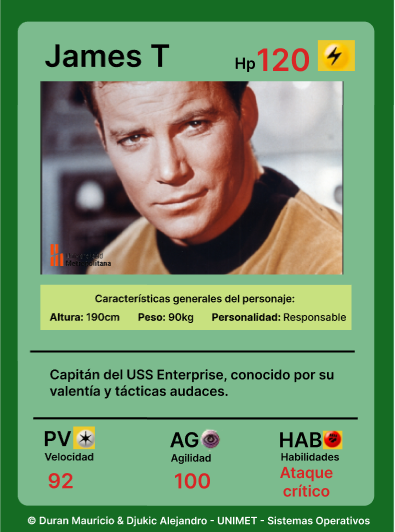 James T
Hp120
Metropolitana
Características generales del personaje:
Altura: 190cm Peso: 90kg Personalidad: Responsable
Capitán del USS Enterprise, conocido por su
valentía y tácticas audaces.
PV AG HAB
Velocidad Agilidad Habilidades
92 100 Ataque
crítico
© Duran Mauricio & Djukic Alejandro - UNIMET - Sistemas Operativos